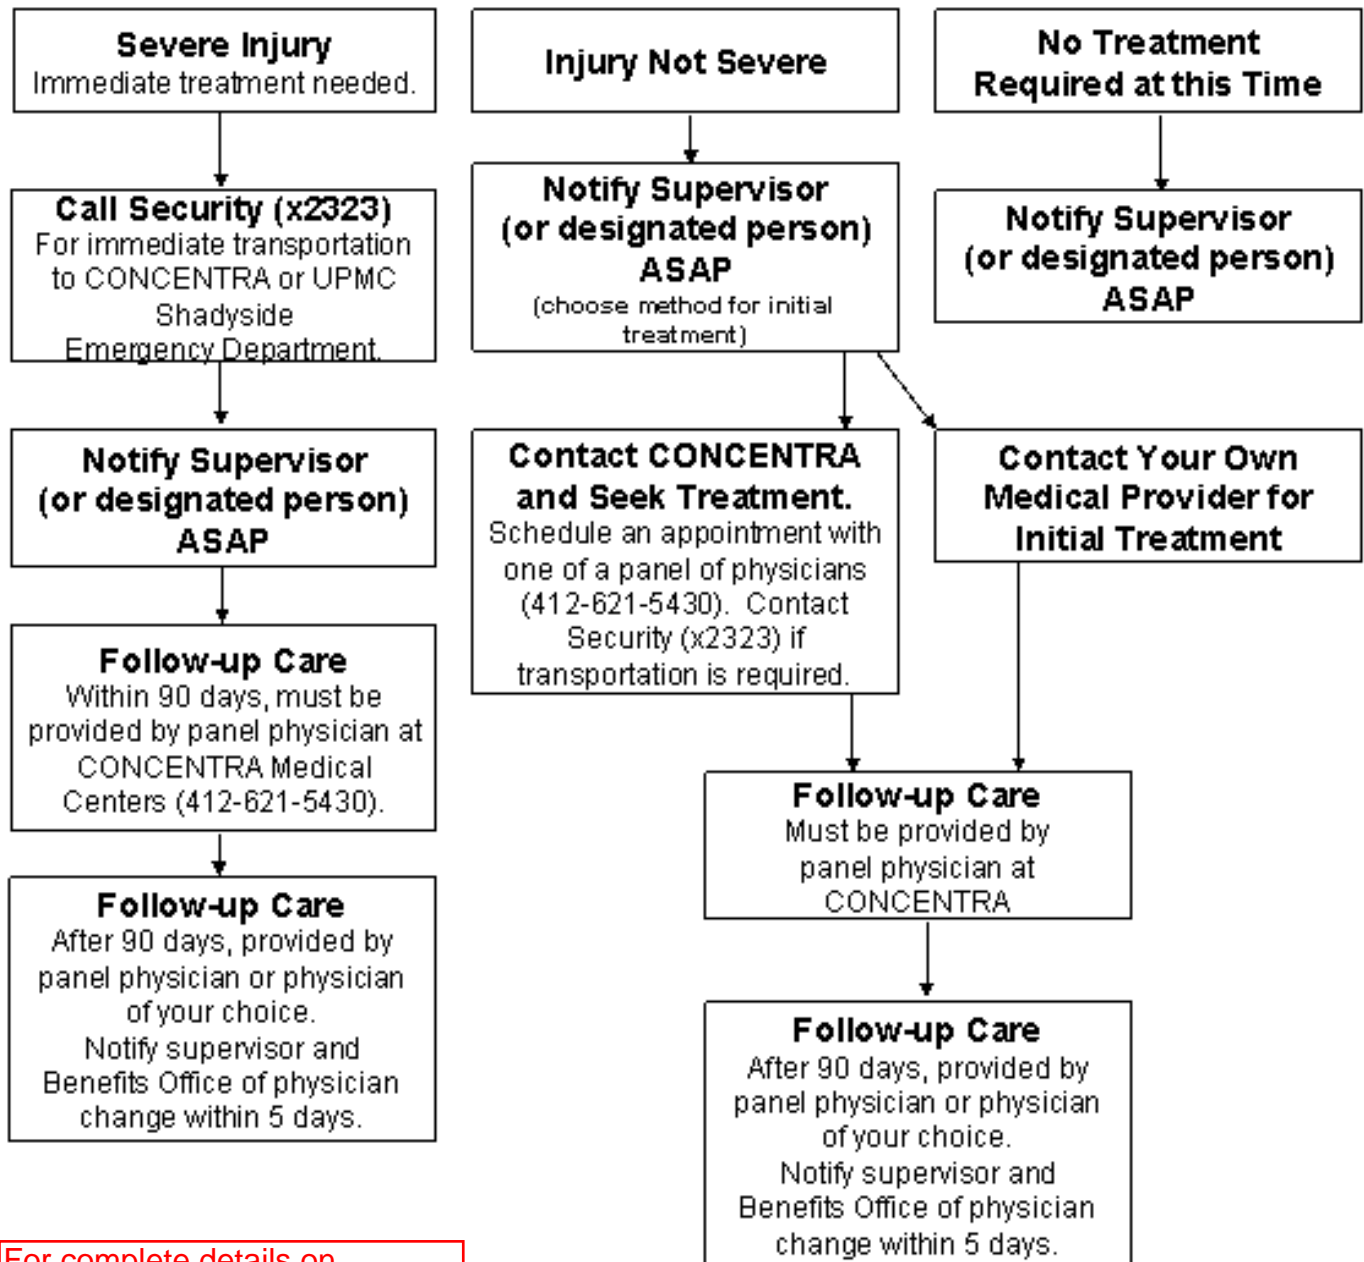 Severe Injury
Immediate treatment needed.
Call Security (x2323)
For immediate transportation
to CONCENTRA or UPMC
Shadyside
Emergency Department.
Notify Supervisor
(or designated person)
ASAP
Follow-up Care
Within 90 days, must be
provided by panel physician at
CONCENTRA Medical
Centers (412-621-5430).
Follow-up Care
After 90 days, provided by
panel physician or physician
of your choice.
Notify supervisor and
Benefits Office of physician
change within 5 days.
Injury Not Severe
Notify Supervisor
(or designated person)
ASAP
(choose method for initial
treatment)
Contact CONCENTRA
and Seek Treatment.
Schedule an appointment with
one of a panel of physicians
(412-621-5430). Contact
Security (x2323) if
transportation is required.
Contact Your Own
Medical Provider for
Initial Treatment
Follow-up Care
Must be provided by
panel physician at
CONCENTRA
Follow-up Care
After 90 days, provided by
panel physician or physician
of your choice.
Notify supervisor and
Benefits Office of physician
change within 5 days.
No Treatment
Required at this Time
Notify Supervisor
(or designated person)
ASAP
For complete details on